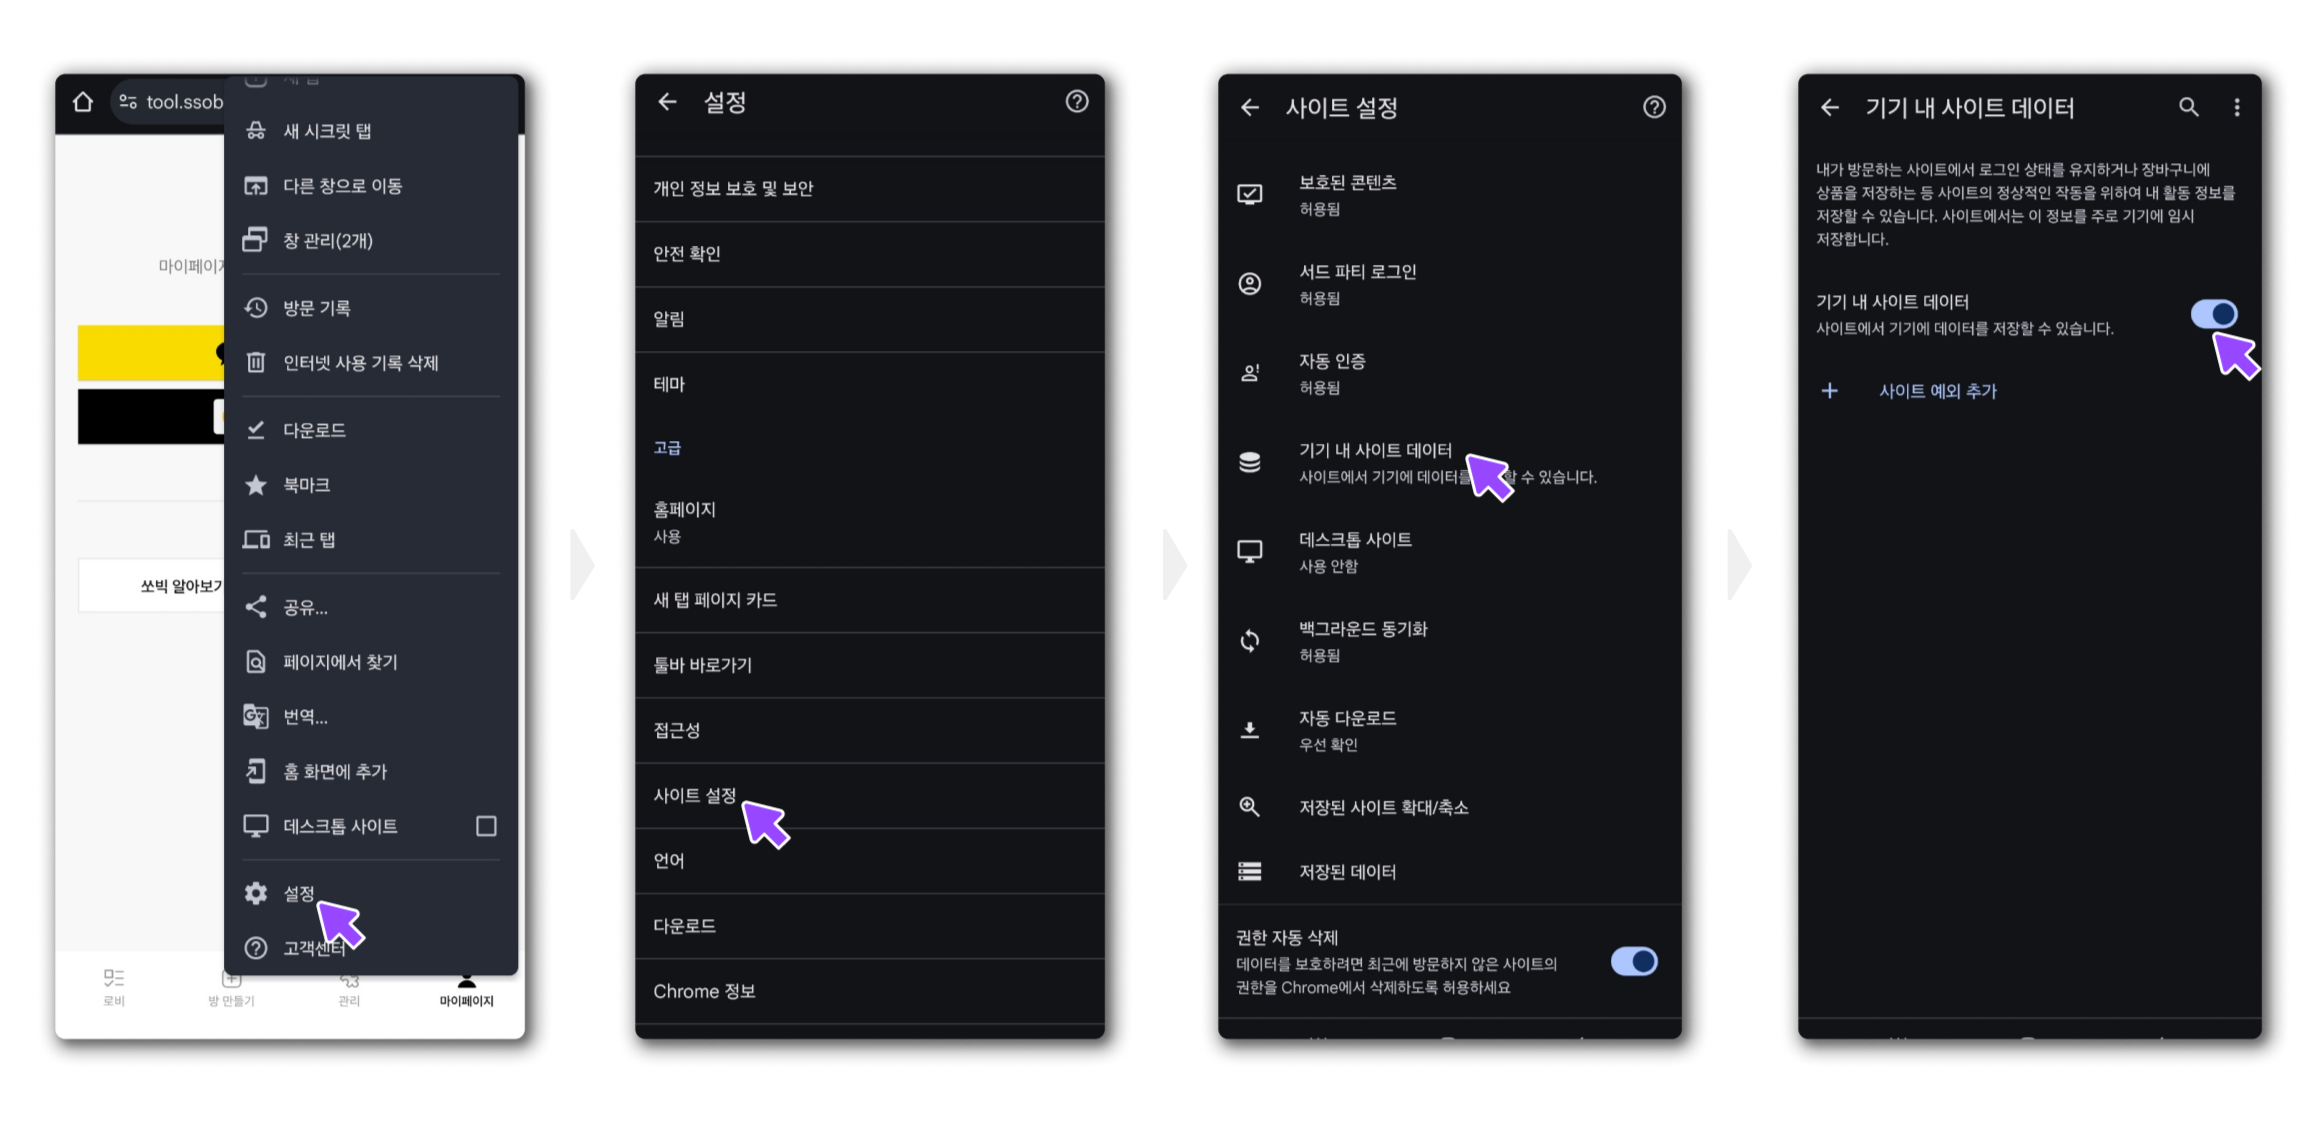 tool.ssob
새 시크릿 탭
다른 창으로 이동
창 관리(2개)
방문 기록
인터넷 사용 기록 삭제
다운로드
북마크
최근 탭
공유...
페이지에서 찾기
번역...
홈 화면에 추가
데스크톱 사이트
설정
고객센터
마이페이지
쏘빅 알아보기
로비
방 만들기
관리
마이페이지
설정
개인 정보 보호 및 보안
안전 확인
알림
테마
고급
홈페이지
사용
새 탭 페이지 카드
툴바 바로가기
접근성
사이트 설정
언어
다운로드
Chrome 정보
사이트 설정
보호된 콘텐츠
허용됨
서드 파티 로그인
허용됨
자동 인증
허용됨
기기 내 사이트 데이터
사이트에서 기기에 데이터를 할 수 있습니다.
데스크톱 사이트
사용 안함
백그라운드 동기화
허용됨
자동 다운로드
우선 확인
저장된 사이트 확대/축소
저장된 데이터
권한 자동 삭제
데이터를 보호하려면 최근에 방문하지 않은 사이트의
권한을 Chrome에서 삭제하도록 허용하세요
기기 내 사이트 데이터
내가 방문하는 사이트에서 로그인 상태를 유지하거나 장바구니에
상품을 저장하는 등 사이트의 정상적인 작동을 위하여 내 활동 정보를
저장할 수 있습니다. 사이트에서는 이 정보를 주로 기기에 임시
저장합니다.
기기 내 사이트 데이터
사이트에서 기기에 데이터를 저장할 수 있습니다.
사이트 예외 추가